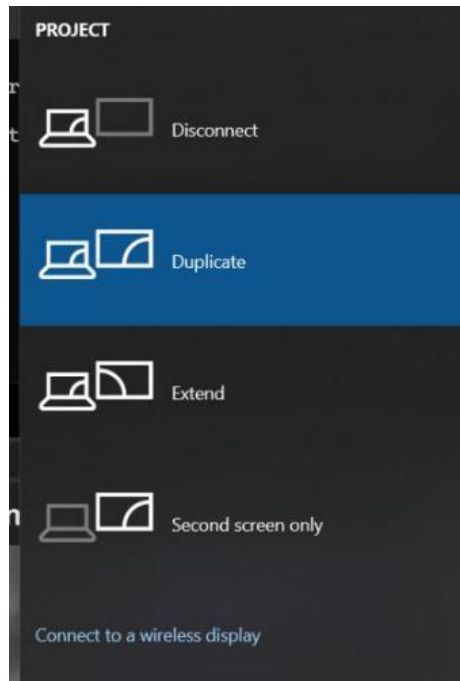 PROJECT
r
t
Disconnect
Duplicate
Extend
n
Second screen only
Connect to a wireless display